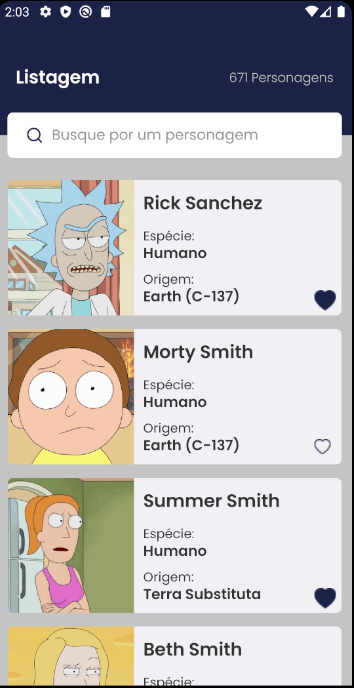 2:03
Listagem
671 Personagens
Busque por um personagem
Rick Sanchez
Espécie:
Humano
Origem:
Earth (C-137)
Morty Smith
Espécie:
Humano
Origem:
Earth (C-137)
Summer Smith
Espécie:
Humano
Origem:
Terra Substituta
Beth Smith
Espécie: